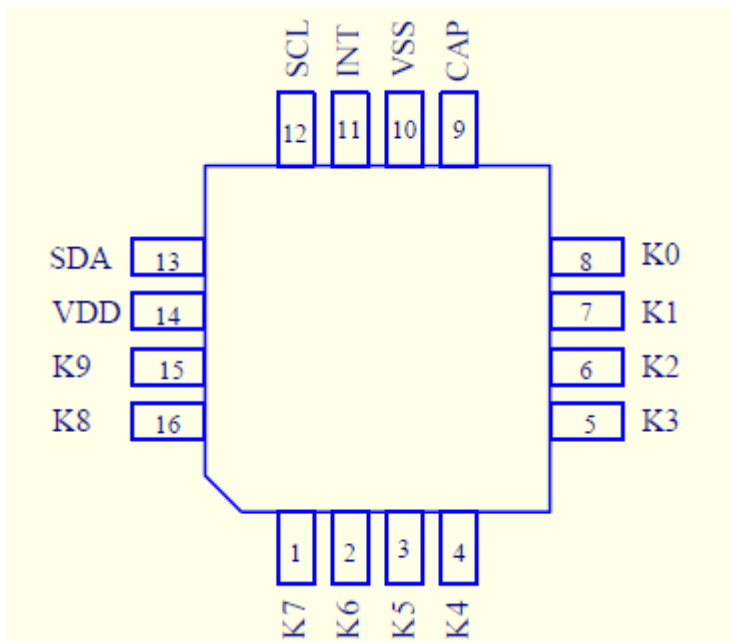 SCL INT VSS CAP
12 11 10 9
SDA 13 8 K0
VDD 14 7 K1
K9 15 6 K2
K8 16 5 K3
1 2 3 4
K7 K6 K5 K4